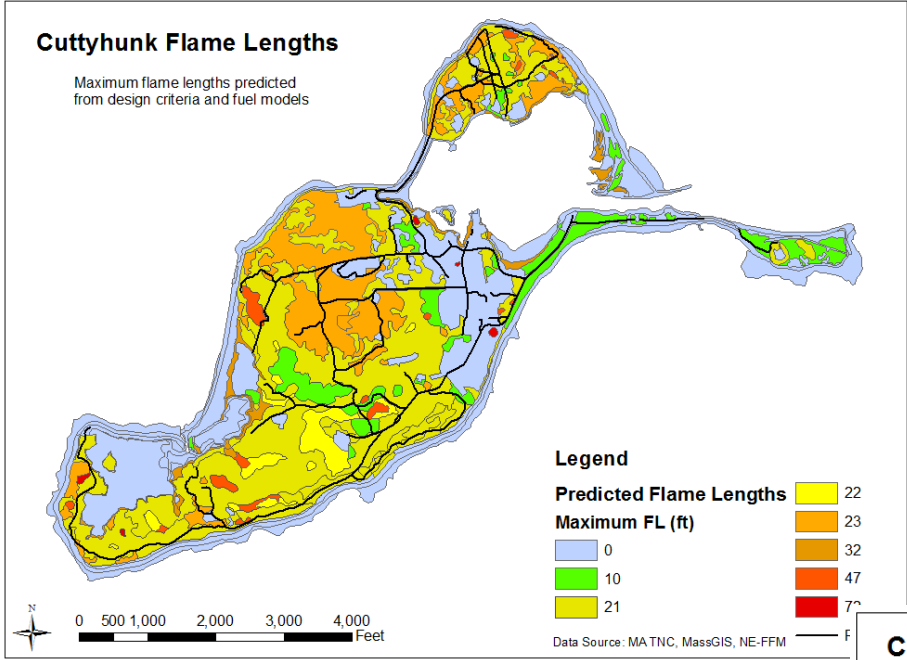 Cuttyhunk Flame Lengths
Maximum flame lengths predicted
from design criteria and fuel models
Legend
Predicted Flame Lengths
Maximum FL (ft)
0
10
21
22
23
32
47
N
0 500 1,000 2,000 3,000 4,000
Feet
Data Source: MA TNC, MassGIS, NE-FFM
C